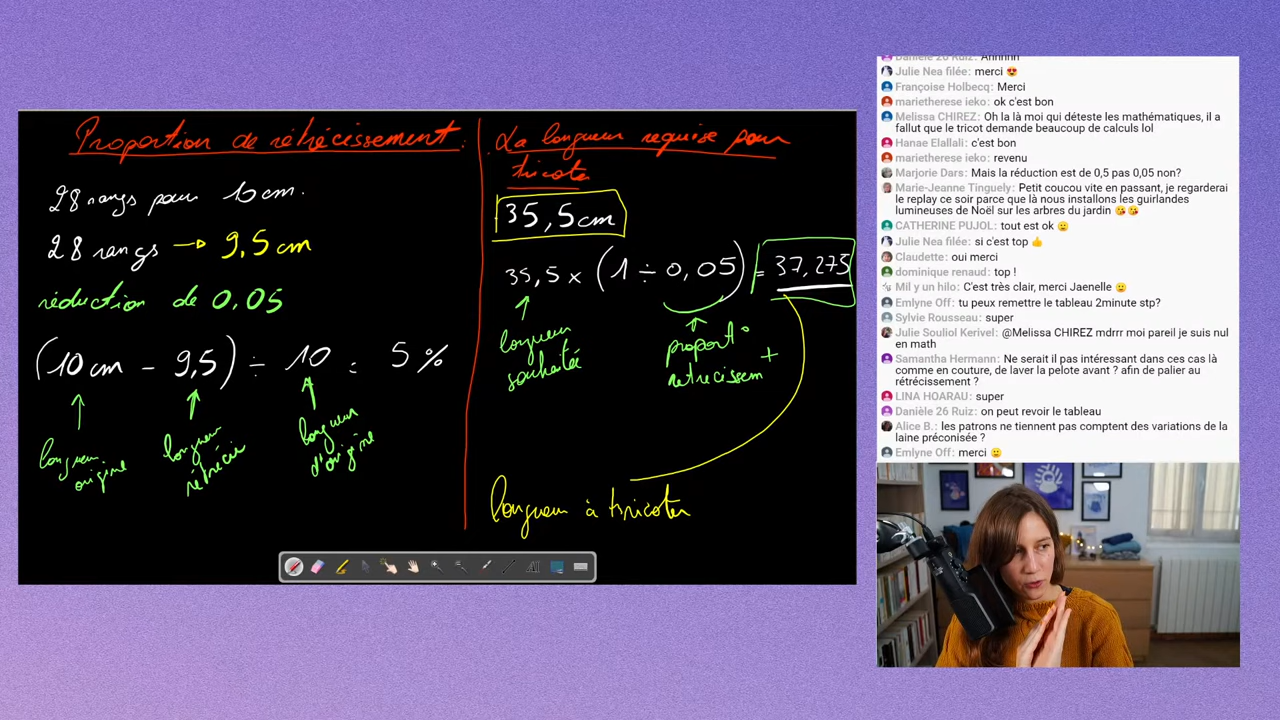 Proportion de rétrécissement.
28 rangs pour 10 cm.
28 rangs → 9,5 cm
réduction de 0,05
(10 cm - 9,5) ÷ 10 = 5 %
longueur origine
longueur rétrécie
longueur d'origine
La longueur requise pour
tricoter
35,5 cm
35,5 x (1 ÷ 0,05) = 37,275
longueur
souhaitée
proport°
retrecissem+
longueur à tricoter
Danièle 26 Ruiz: Ahhhhh
Julie Nea filée: merci 😍
Françoise Holbecq: Merci
marietherese ieko: ok c'est bon
Melissa CHIREZ: Oh la là moi qui déteste les mathématiques, il a
fallut que le tricot demande beaucoup de calculs lol
Hanae Elallali: c'est bon
marietherese ieko: revenu
Marjorie Dars: Mais la réduction est de 0,5 pas 0,05 non?
Marie-Jeanne Tinguely: Petit coucou vite en passant, je regarderai
le replay ce soir parce que là nous installons les guirlandes
lumineuses de Noël sur les arbres du jardin 😘 😘
CATHERINE PUJOL: tout est ok 🙂
Julie Nea filée: si c'est top 👍
Claudette: oui merci
dominique renaud: top !
Mil y un hilo: C'est très clair, merci Jaenelle 🙂
Emlyne Off: tu peux remettre le tableau 2minute stp?
Sylvie Rousseau: super
Julie Souliol Kerivel: @Melissa CHIREZ mdrrr moi pareil je suis nul
en math
Samantha Hermann: Ne serait il pas intéressant dans ces cas là
comme en couture, de laver la pelote avant ? afin de palier au
rétrécissement ?
LINA HOARAU: super
Danièle 26 Ruiz: on peut revoir le tableau
Alice B.: les patrons ne tiennent pas comptent des variations de la
laine préconisée ?
Emlyne Off: merci 🙂